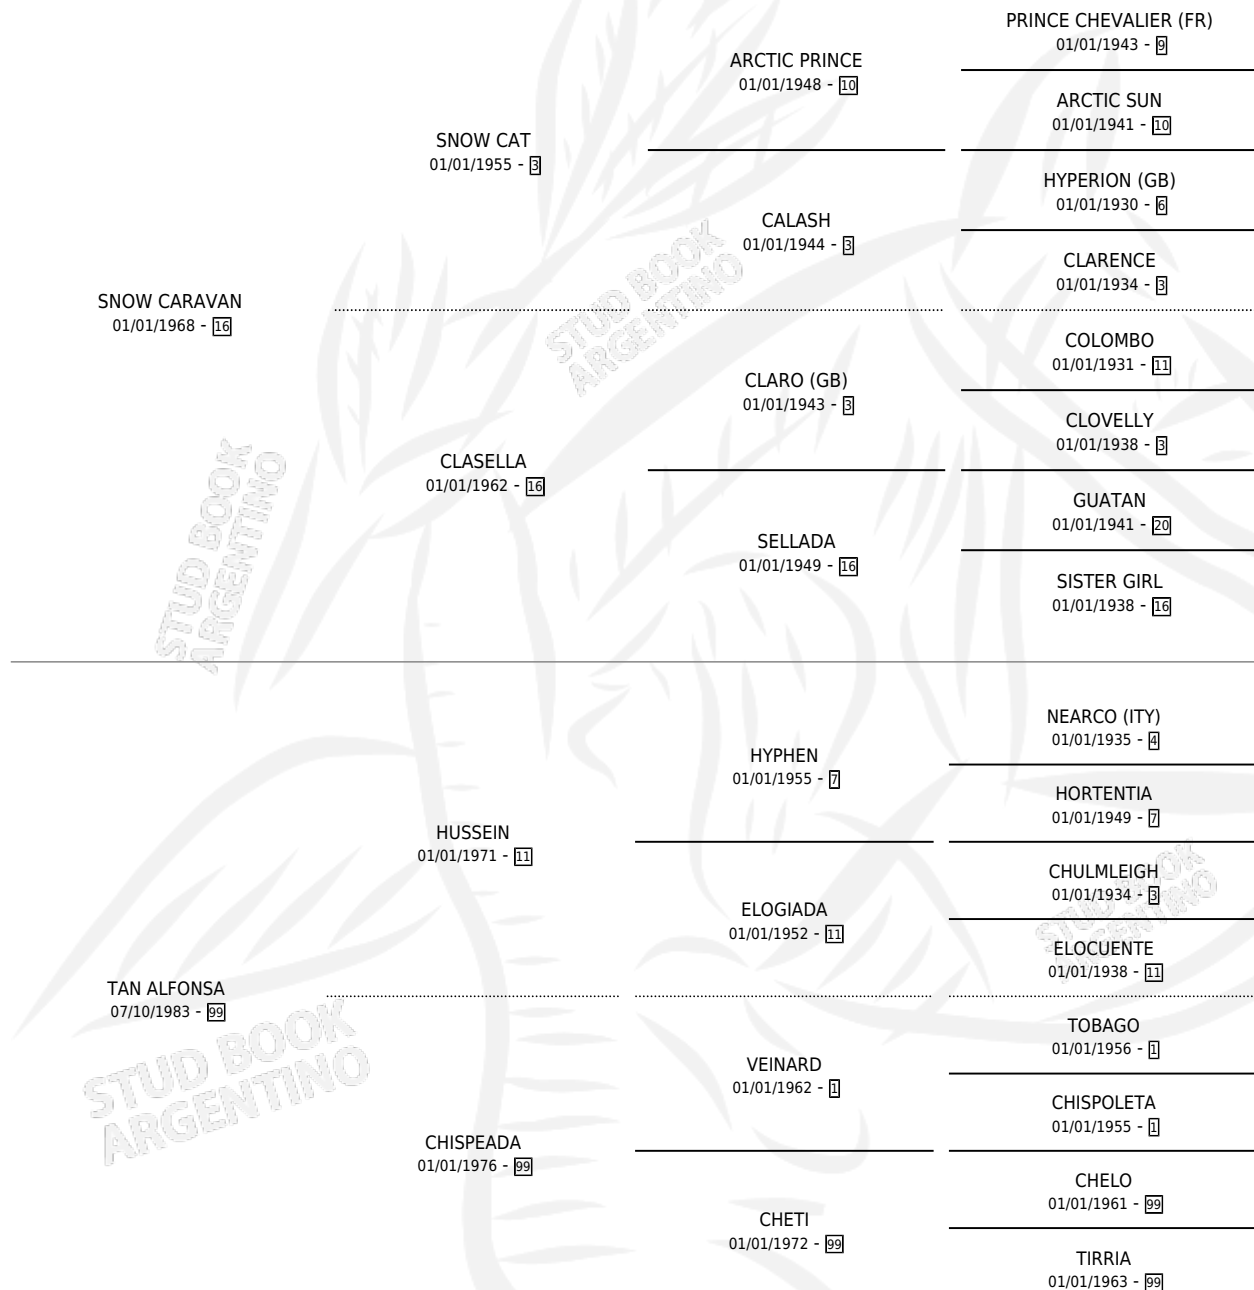 PRINCE CHEVALIER (FR)
01/01/1943 - 9
ARCTIC PRINCE
01/01/1948 - 10
ARCTIC SUN
01/01/1941 - 10
SNOW CAT
01/01/1955 - 3
HYPERION (GB)
01/01/1930 - 6
CALASH
01/01/1944 - 3
CLARENCE
01/01/1934 - 3
SNOW CARAVAN
01/01/1968 - 16
COLOMBO
01/01/1931 - 11
CLARO (GB)
01/01/1943 - 3
CLOVELLY
01/01/1938 - 3
CLASELLA
01/01/1962 - 16
GUATAN
01/01/1941 - 20
SELLADA
01/01/1949 - 16
SISTER GIRL
01/01/1938 - 16
STUD BOOK
ARGENTINO
STUD BOOK
ARGENTINO
NEARCO (ITY)
01/01/1935 - 4
HYPHEN
01/01/1955 - 7
HORTENTIA
01/01/1949 - 7
HUSSEIN
01/01/1971 - 11
CHULMLEIGH
01/01/1934 - 3
ELOGIADA
01/01/1952 - 11
ELOCUENTE
01/01/1938 - 11
STUD BOOK
ARGENTINO
TAN ALFONSA
07/10/1983 - 99
TOBAGO
01/01/1956 - 1
VEINARD
01/01/1962 - 1
CHISPOLETA
01/01/1955 - 1
CHISPEADA
01/01/1976 - 99
CHELO
01/01/1961 - 99
CHETI
01/01/1972 - 99
TIRRIA
01/01/1963 - 99
STUD BOOK
ARGENTINO